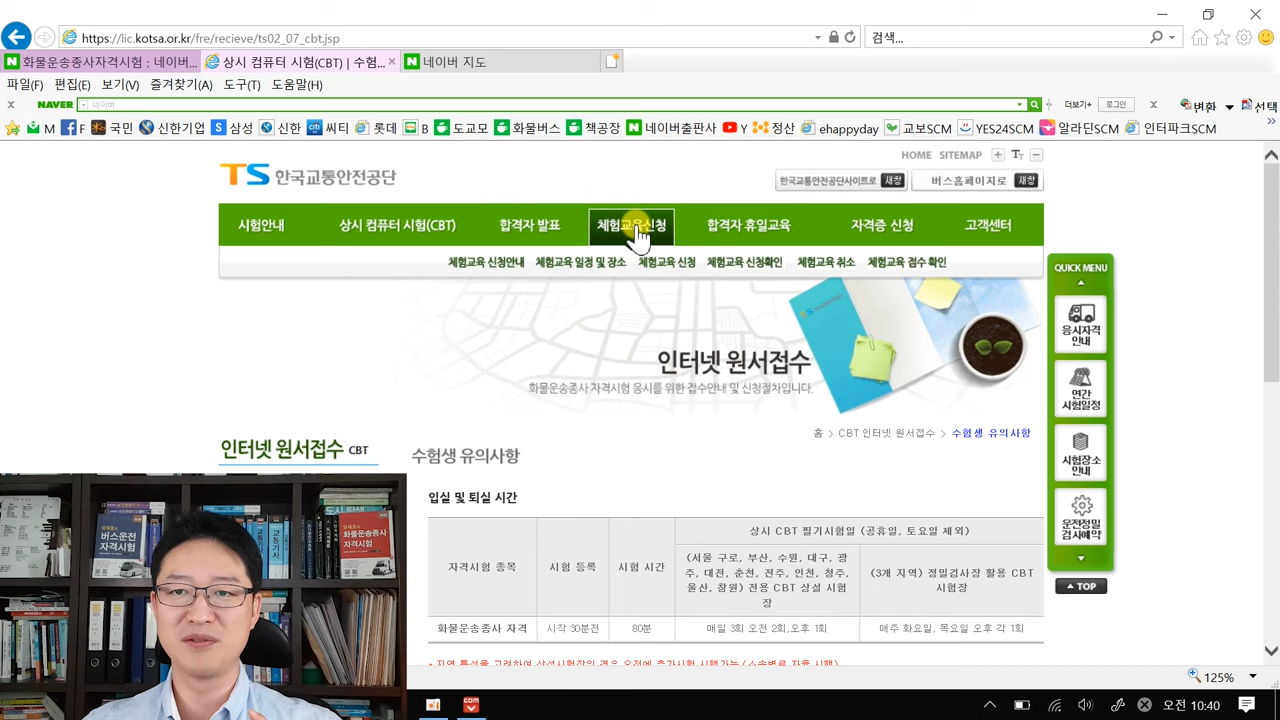 https://lic.kotsa.or.kr/fre/recieve/ts02_07_cbt.jsp
검색...
화물운송종사자격시험 : 네이버...
상시 컴퓨터 시험(CBT) | 수험...
네이버 지도
파일(F) 편집(E) 보기(V) 즐겨찾기(A) 도구(T) 도움말(H)
NAVER 네이버 더보기+ 로그인 변환 선택
M F 국민 신한기업 삼성 신한 씨티 롯데 B 도교모 화물버스 책공장 네이버출판사 Y 정산 ehappyday 교보SCM YES24SCM 알라딘SCM 인터파크SCM
HOME SITEMAP
TS 한국교통안전공단
한국교통안전공단사이트로 새창 버스홈페이지로 새창
시험안내 상시 컴퓨터 시험(CBT) 합격자 발표 체험교육신청 합격자 휴일교육 자격증 신청 고객센터
체험교육 신청안내 체험교육 일정 및 장소 체험교육 신청 체험교육 신청확인 체험교육 취소 체험교육 점수 확인
QUICK MENU
응시자격
안내
연간
시험일정
시험장소
안내
운전정밀
검사예약
TOP
인터넷 원서접수
화물운송종사 자격시험 응시를 위한 접수안내 및 신청절차입니다.
홈 > CBT 인터넷 원서접수 > 수험생 유의사항
인터넷 원서접수 CBT
수험생 유의사항
입실 및 퇴실 시간
자격시험 종목
시험 등록
시험 시간
상시 CBT 필기시험일 (공휴일, 토요일 제외)
(서울 구로, 부산, 수원, 대구, 광
주, 대전, 춘천, 전주, 인천, 청주,
울산, 창원) 전용 CBT 상설 시험
장
(3개 지역) 정밀검사장 활용 CBT
시험장
화물운송종사 자격
시작 30분전
80분
매일 3회 오전 2회,오후 1회
매주 화요일, 목요일 오후 각 1회
버스운전
자격시험
125%
오전 10:40